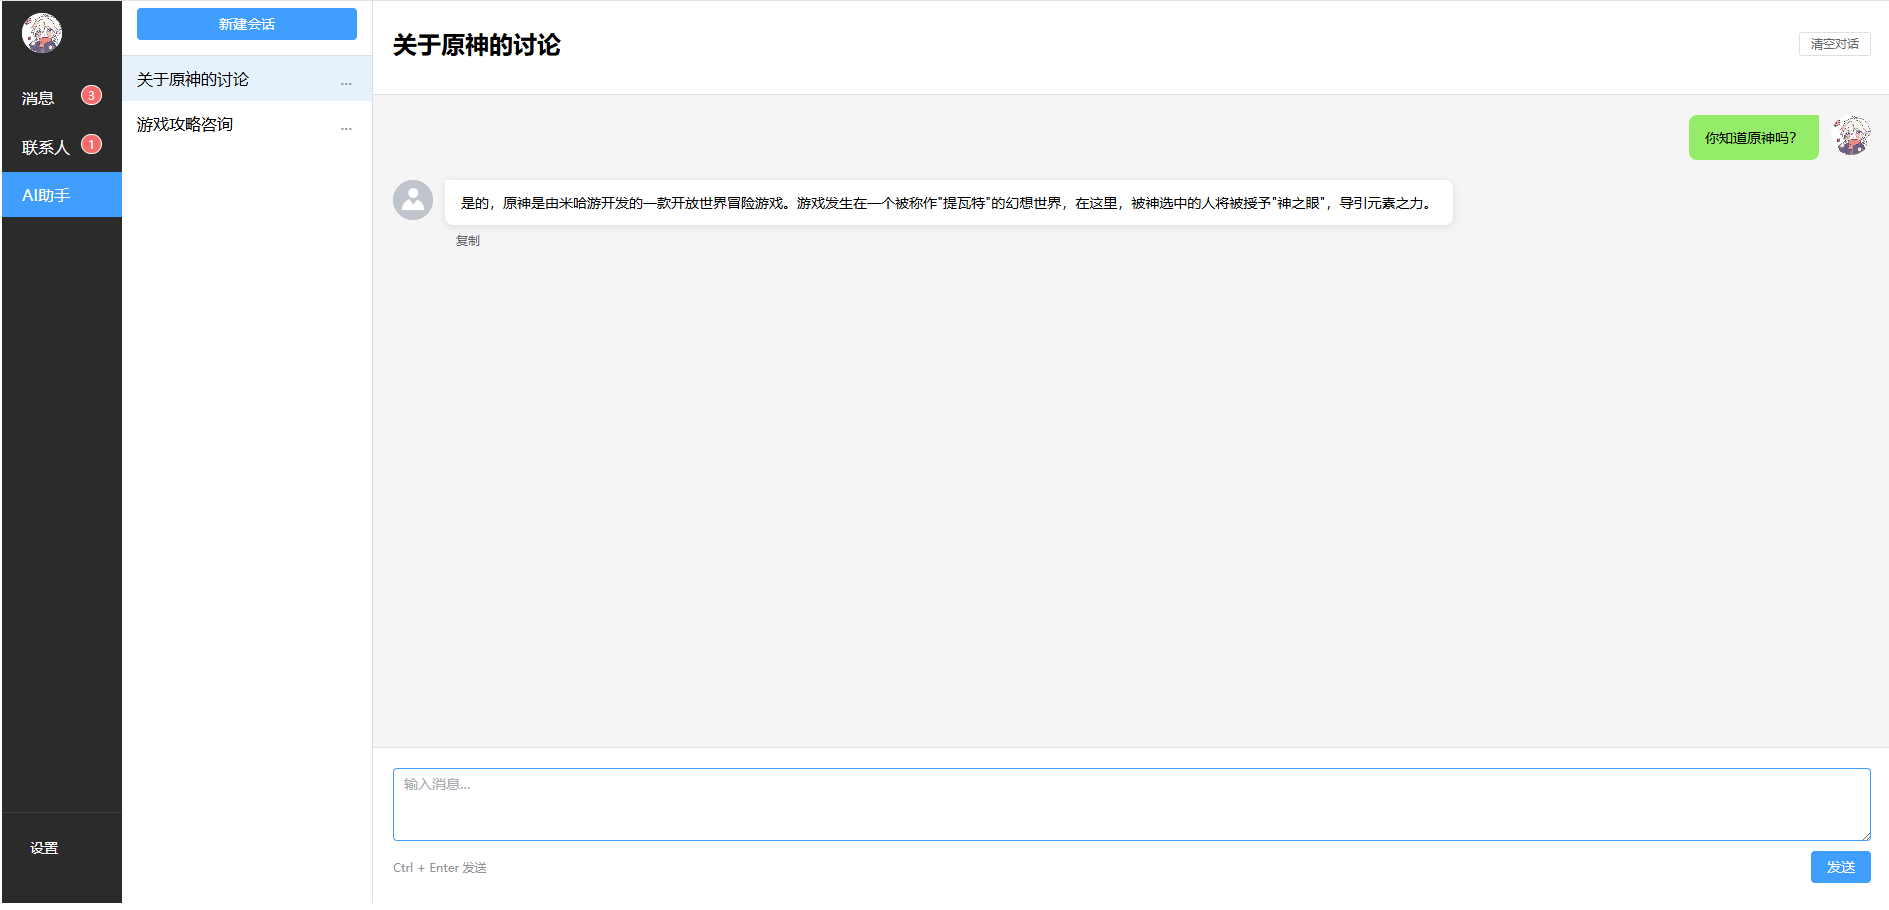 消息
3
联系人
1
AI助手
设置
新建会话
关于原神的讨论
...
游戏攻略咨询
...
关于原神的讨论
清空对话
你知道原神吗？
是的，原神是由米哈游开发的一款开放世界冒险游戏。游戏发生在一个被称作"提瓦特"的幻想世界，在这里，被神选中的人将被授予"神之眼"，导引元素之力。
复制
输入消息...
Ctrl + Enter 发送
发送